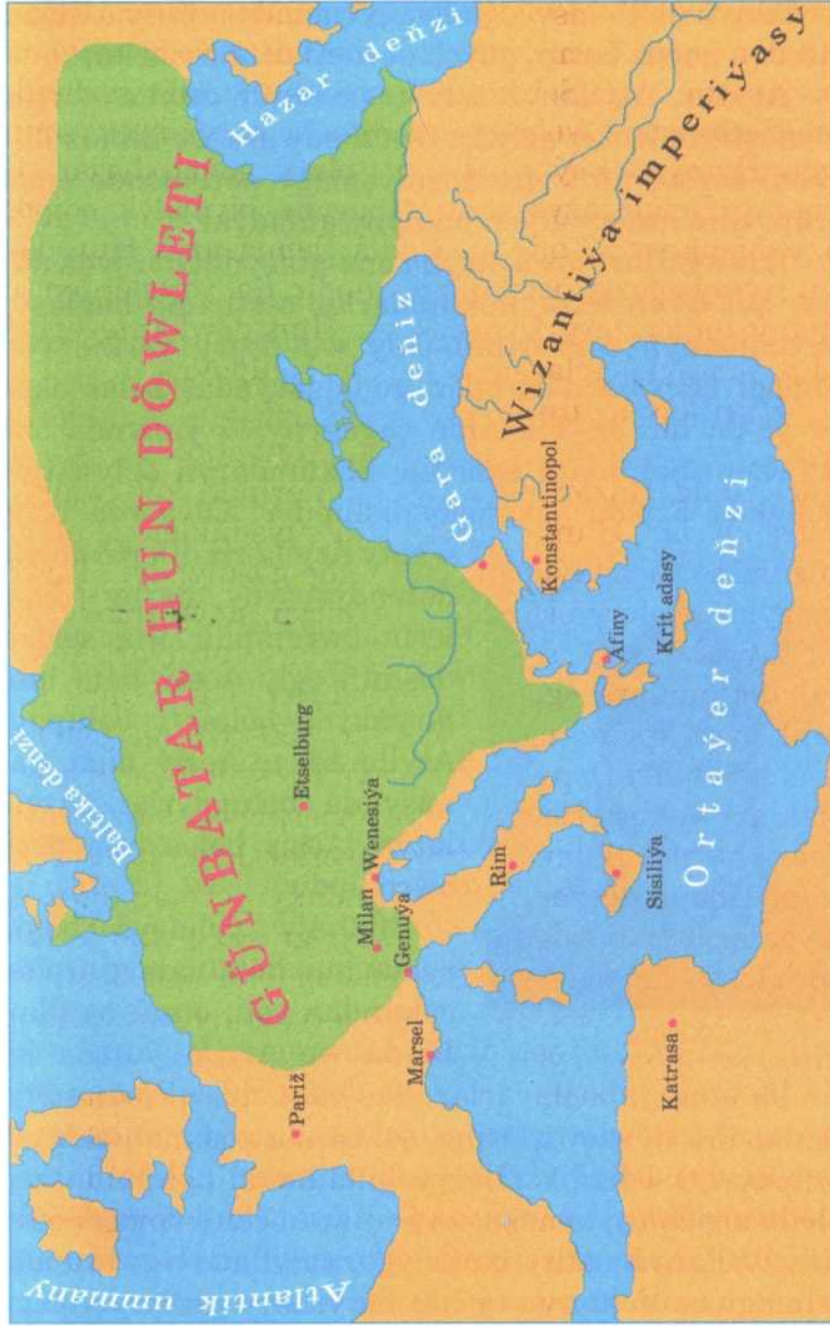 GÜNBATAR HUN DÖWLETI
Hazar deňzi
Baltika deňzi
Atlantik ummany
Gara deňiz
Wizantiýa imperiýasy
Ortaýer deňzi
Etselburg
Pariž
Milan
Wenesiýa
Genuýa
Marsel
Rim
Sisiliýa
Katrasa
Konstantinopol
Afiny
Krit adasy